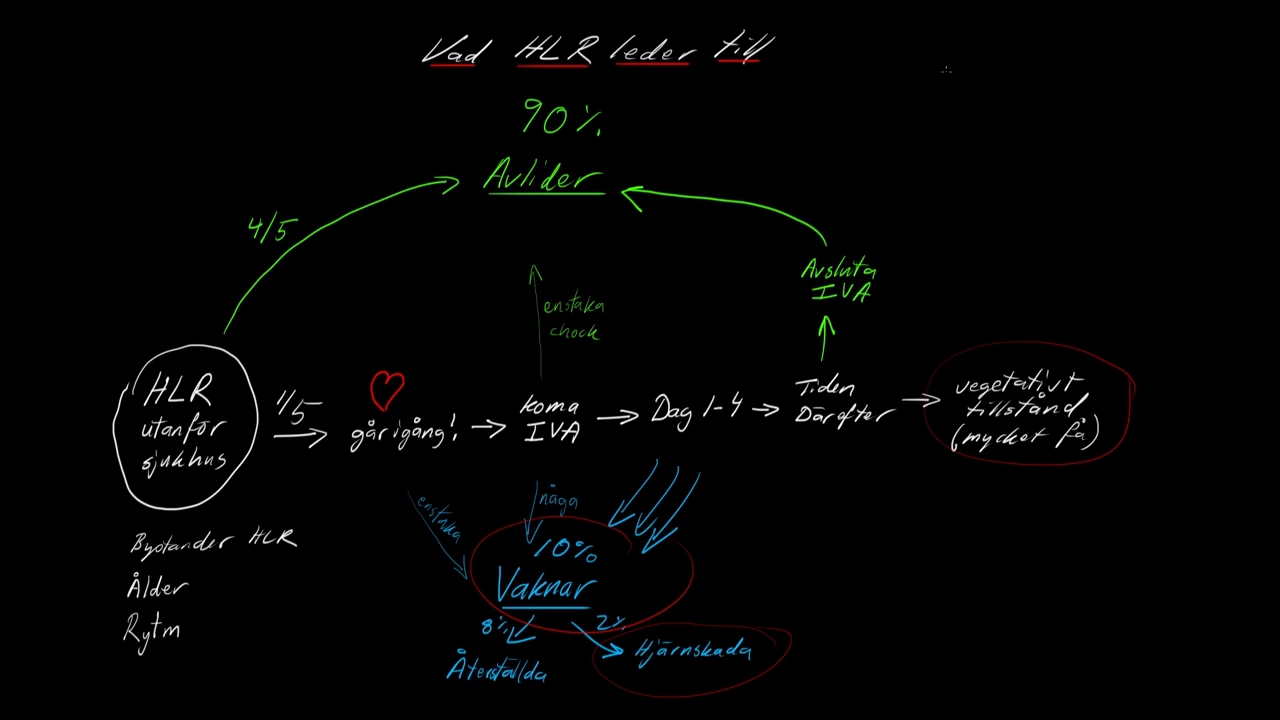 Vad HLR leder till
90%
Avlider
4/5
Avsluta
IVA
enstaka
chock
HLR
utanför
sjukhus
1/5
går igång!
koma
IVA
Dag 1-4
Tiden
Därefter
vegetativt
tillstånd
(mycket få)
enstaka
någa
10%
Vaknar
8%
2%
Återställda
Hjärnskada
Bystander HLR
Ålder
Rytm